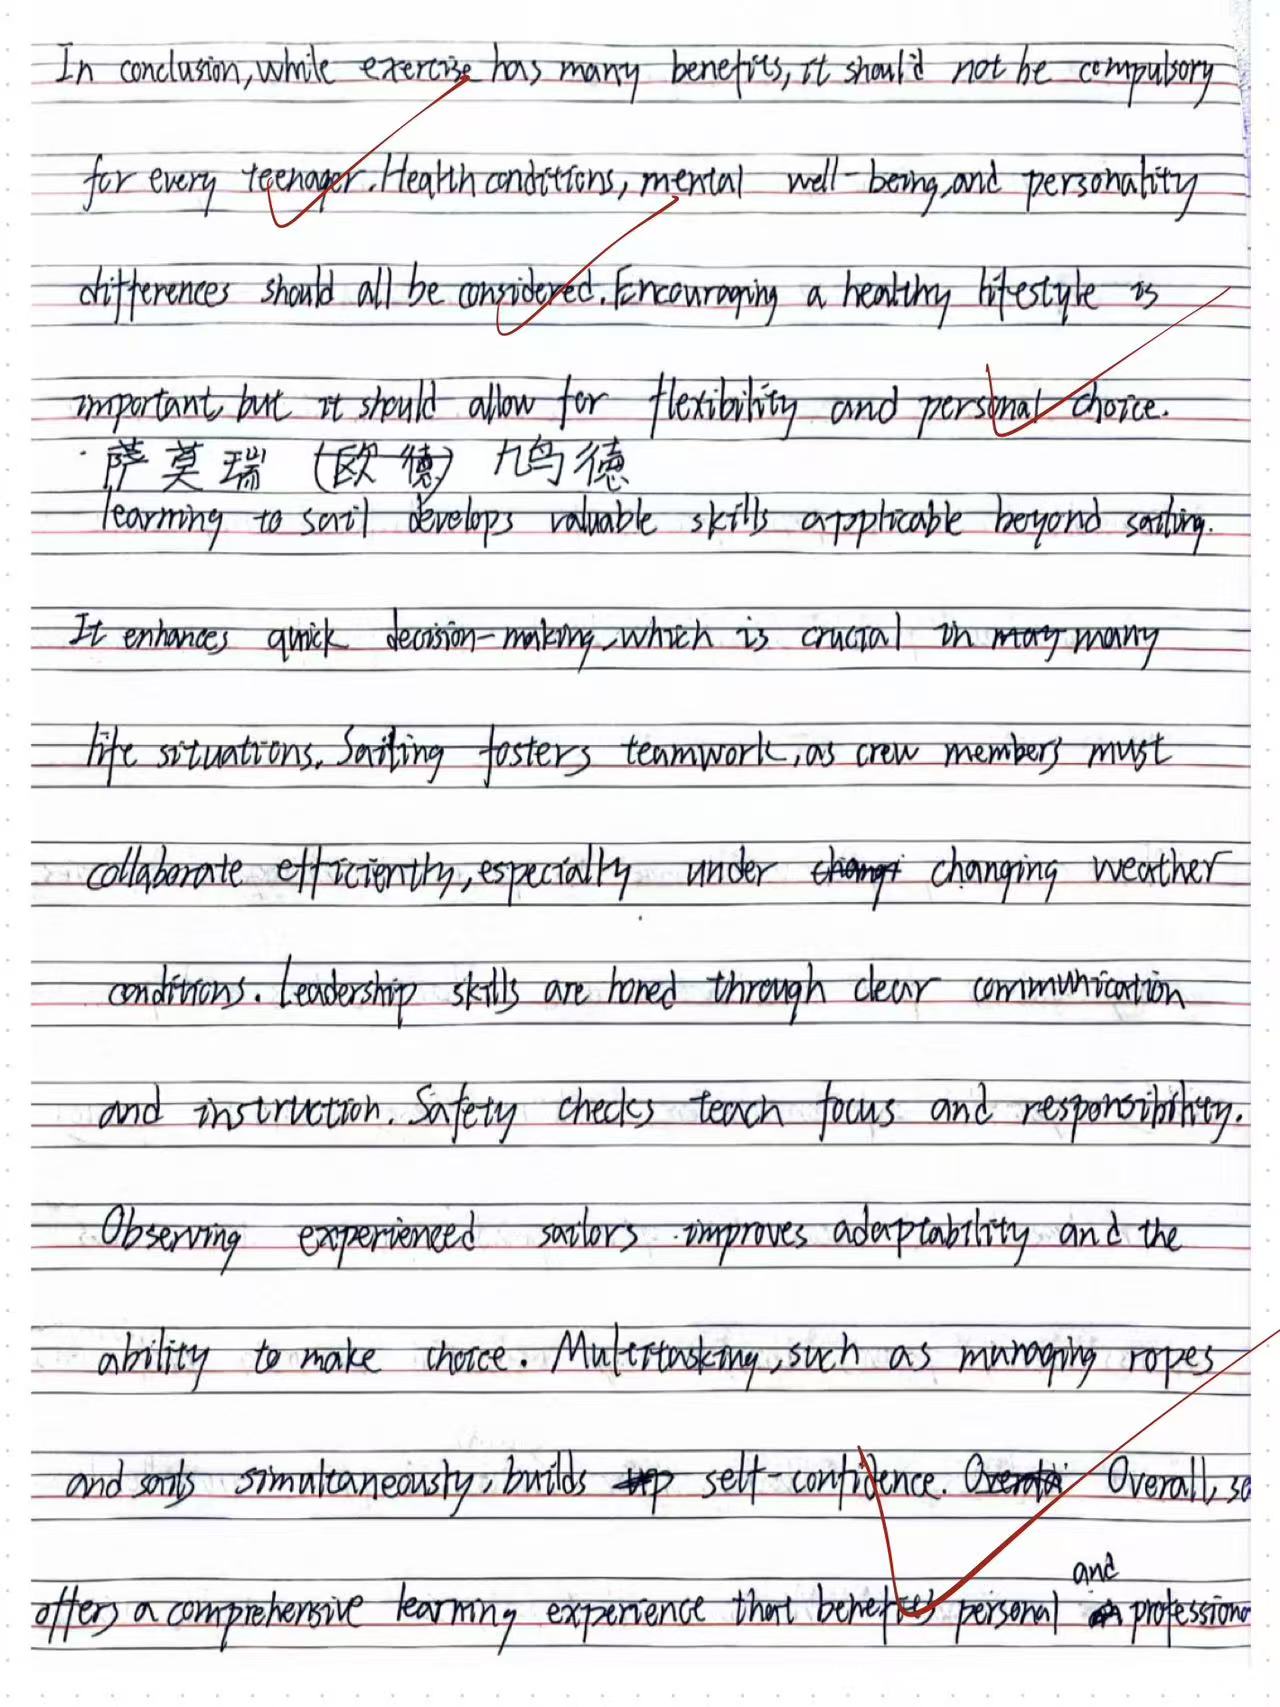 In conclusion, while exercise has many benefits, it should not be compulsory
for every teenager. Health conditions, mental well-being, and personality
differences should all be considered. Encouraging a healthy lifestyle is
important, but it should allow for flexibility and personal choice.
萨莫瑞 (欧德) 鸠德
learning to sail develops valuable skills applicable beyond sailing.
It enhances quick decision-making, which is crucial in may many
life situations. Sailing fosters teamwork, as crew members must
collaborate efficiently, especially under changi changing weather
conditions. Leadership skills are honed through clear communication
and instruction. Safety checks teach focus and responsibility.
Observing experienced sailors improves adaptability and the
ability to make choice. Multitasking, such as managing ropes
and sails simultaneously, builds up self-confidence. Overall, sa
and
offers a comprehensive learning experience that benefits personal professiona